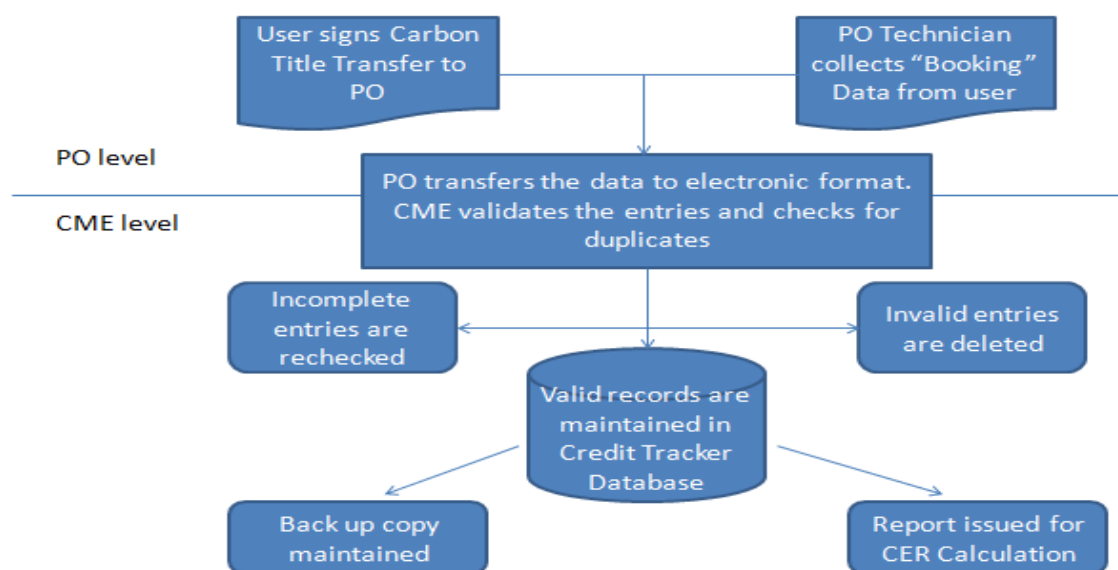 User signs Carbon
Title Transfer to
PO
PO Technician
collects “Booking”
Data from user
PO level
PO transfers the data to electronic format.
CME validates the entries and checks for
duplicates
CME level
Incomplete
entries are
rechecked
Invalid entries
are deleted
Valid records are
maintained in
Credit Tracker
Database
Back up copy
maintained
Report issued for
CER Calculation